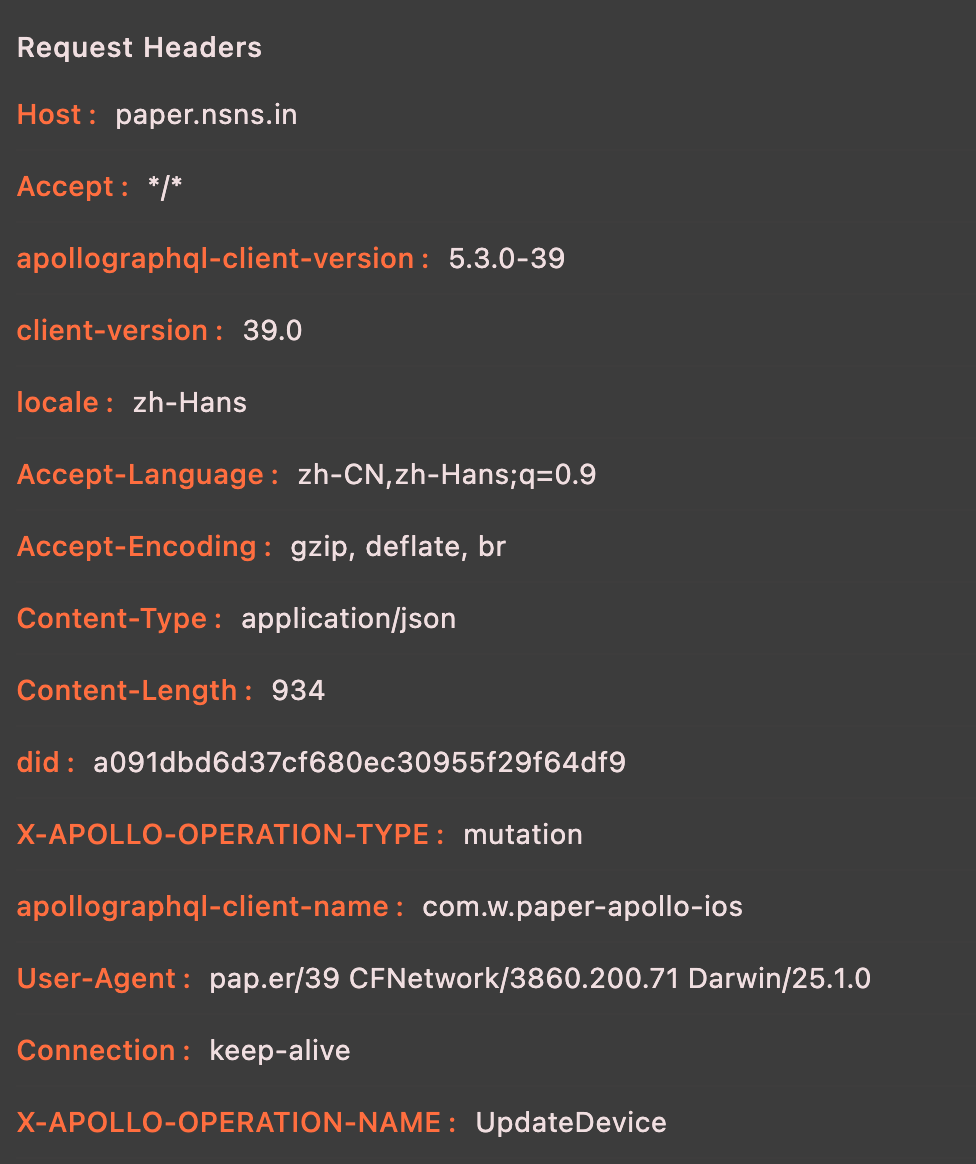 Request Headers
Host : paper.nsns.in
Accept : */*
apollographql-client-version : 5.3.0-39
client-version : 39.0
locale : zh-Hans
Accept-Language : zh-CN,zh-Hans;q=0.9
Accept-Encoding : gzip, deflate, br
Content-Type : application/json
Content-Length : 934
did : a091dbd6d37cf680ec30955f29f64df9
X-APOLLO-OPERATION-TYPE : mutation
apollographql-client-name : com.w.paper-apollo-ios
User-Agent : pap.er/39 CFNetwork/3860.200.71 Darwin/25.1.0
Connection : keep-alive
X-APOLLO-OPERATION-NAME : UpdateDevice